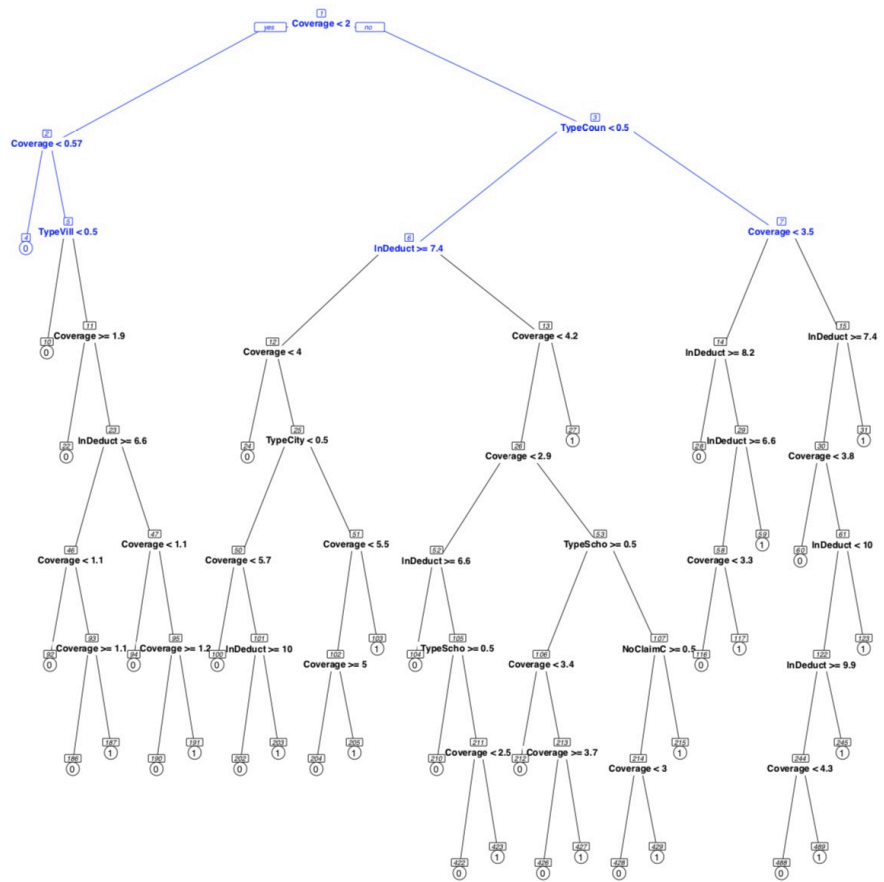 1
Coverage < 2
yes
no
3
TypeCoun < 0.5
2
Coverage < 0.57
5
TypeVill < 0.5
7
Coverage < 3.5
4
0
6
InDeduct >= 7.4
11
Coverage >= 1.9
13
Coverage < 4.2
15
InDeduct >= 7.4
10
0
12
Coverage < 4
14
InDeduct >= 8.2
23
InDeduct >= 6.6
25
TypeCity < 0.5
27
1
29
InDeduct >= 6.6
31
1
22
0
24
0
26
Coverage < 2.9
28
0
30
Coverage < 3.8
47
Coverage < 1.1
51
Coverage < 5.5
53
TypeScho >= 0.5
59
1
61
InDeduct < 10
46
Coverage < 1.1
50
Coverage < 5.7
52
InDeduct >= 6.6
58
Coverage < 3.3
60
0
93
Coverage >= 1.1
95
Coverage >= 1.2
101
InDeduct >= 10
103
1
105
TypeScho >= 0.5
107
NoClaimC >= 0.5
117
1
123
1
92
0
94
0
100
0
102
Coverage >= 5
104
0
106
Coverage < 3.4
116
0
122
InDeduct >= 9.9
187
1
191
1
203
1
205
1
211
Coverage < 2.5
213
Coverage >= 3.7
215
1
245
1
186
0
190
0
202
0
204
0
210
0
212
0
214
Coverage < 3
244
Coverage < 4.3
423
1
427
1
429
1
489
1
422
0
426
0
428
0
488
0